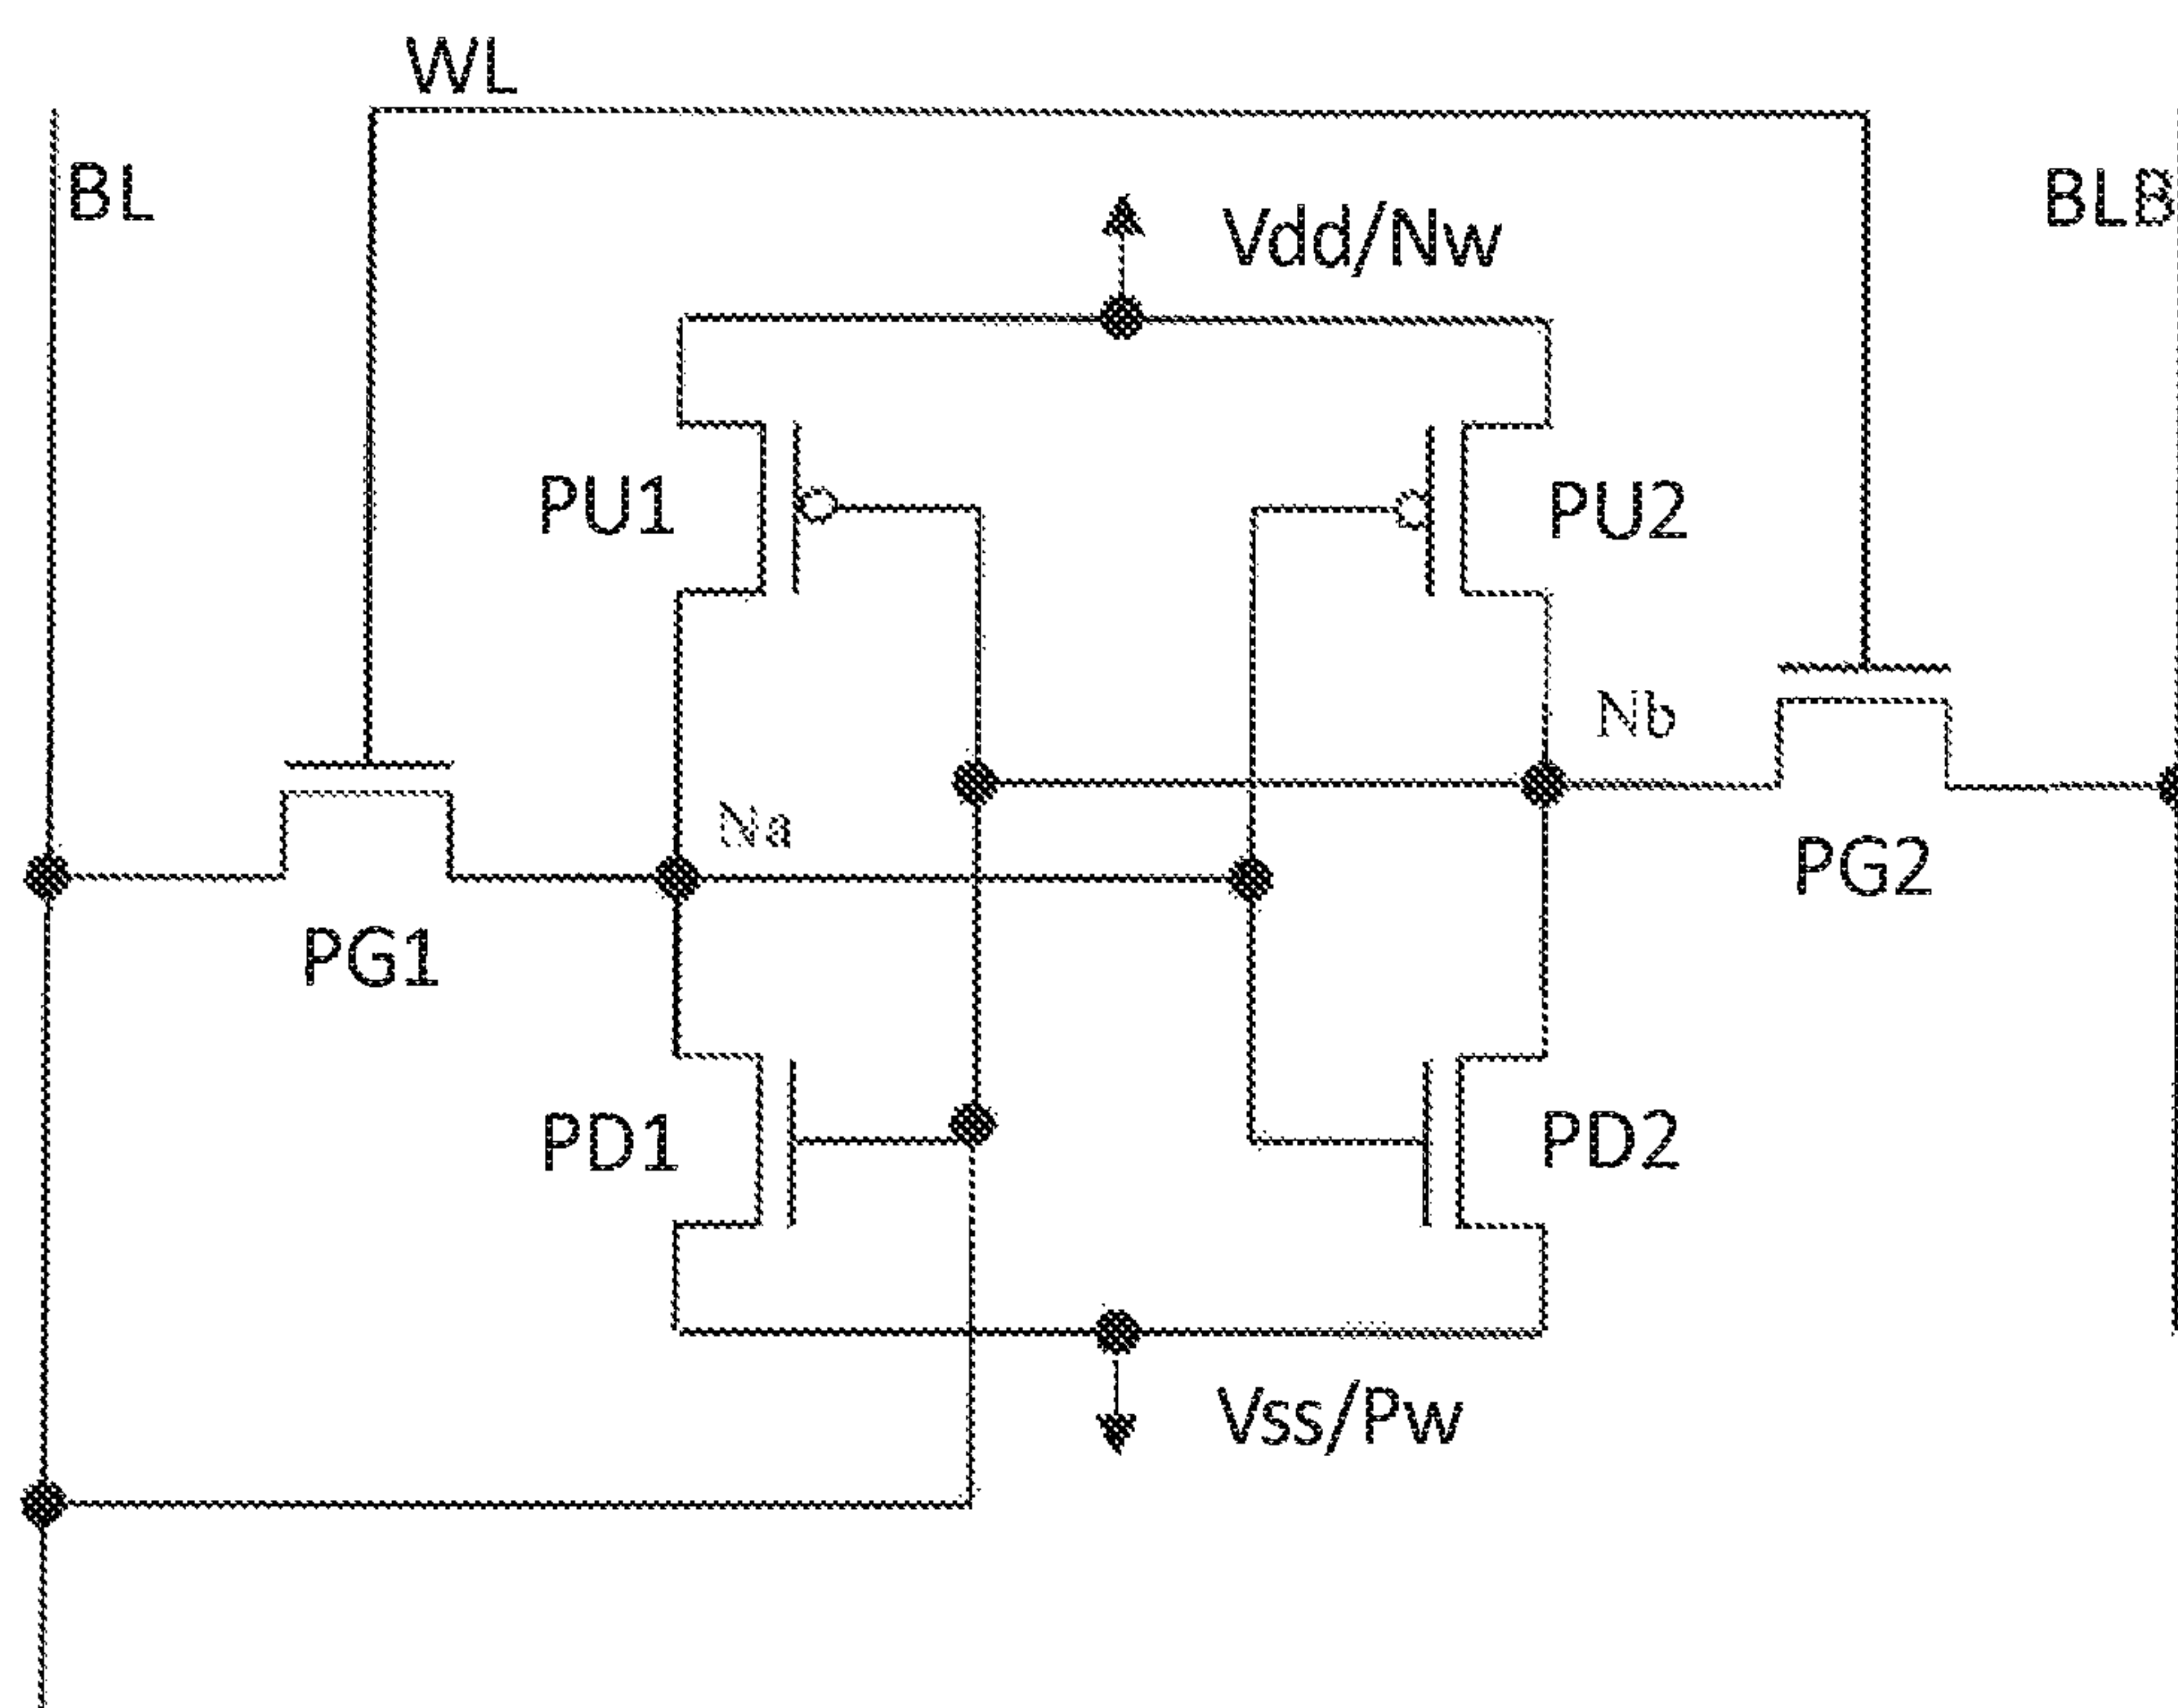 WL
BL
BLB
Vdd/Nw
PU1
PU2
Nb
Na
PG2
PG1
PD1
PD2
Vss/Pw